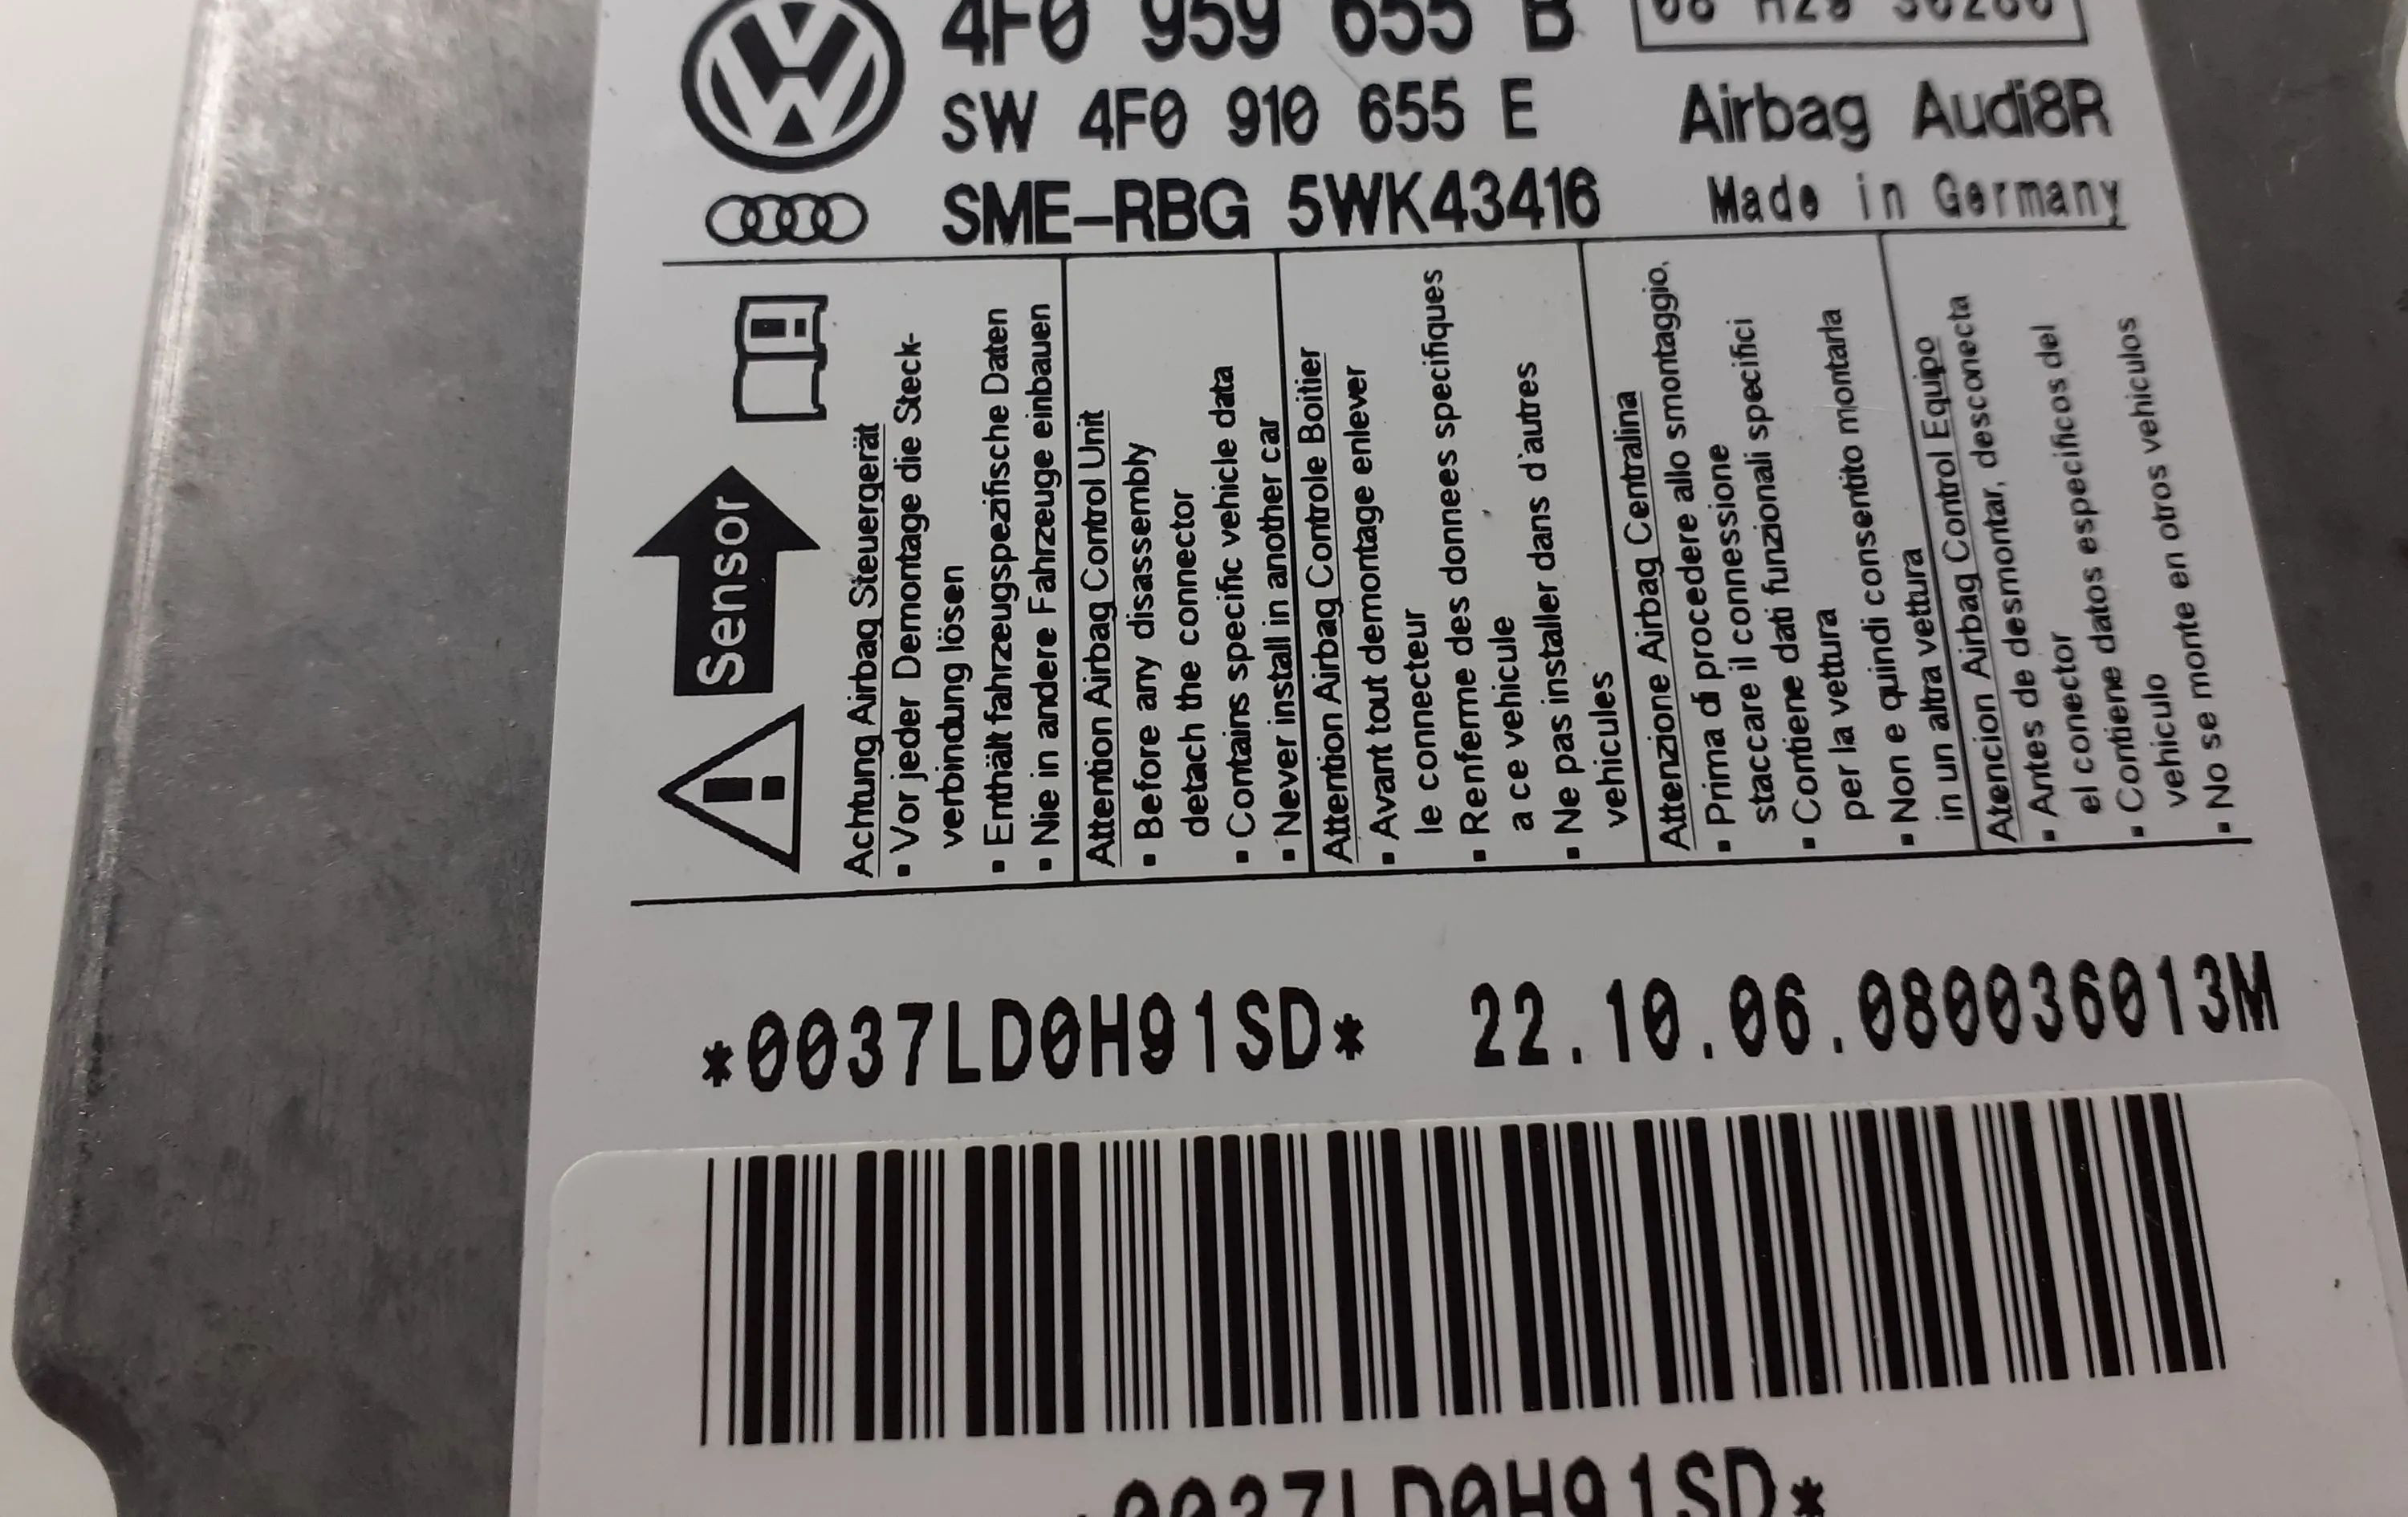 4F0 959 655 B
SW 4F0 910 655 E
Airbag Audi8R
SME-RBG 5WK43416
Made in Germany
Sensor
Achtung Airbag Steuergerät
▪ Vor jeder Demontage die Steck-
verbindung lösen
▪ Enthält fahrzeugspezifische Daten
▪ Nie in andere Fahrzeuge einbauen
Attention Airbag Control Unit
▪ Before any disassembly
detach the connector
▪ Contains specific vehicle data
▪ Never install in another car
Attention Airbag Controle Boitier
▪ Avant tout demontage enlever
le connecteur
▪ Renferme des donnees specifiques
a ce vehicule
▪ Ne pas installer dans d'autres
vehicules
Attenzione Airbag Centralina
▪ Prima di procedere allo smontaggio,
staccare il connessione
▪ Contiene dati funzionali specifici
per la vettura
▪ Non e quindi consentito montarla
in un altra vettura
Atencion Airbag Control Equipo
▪ Antes de desmontar, desconecta
el conector
▪ Contiene datos especificos del
vehiculo
▪ No se monte en otros vehiculos
*0037LD0H91SD* 22.10.06.080036013M
*0037LD0H91SD*